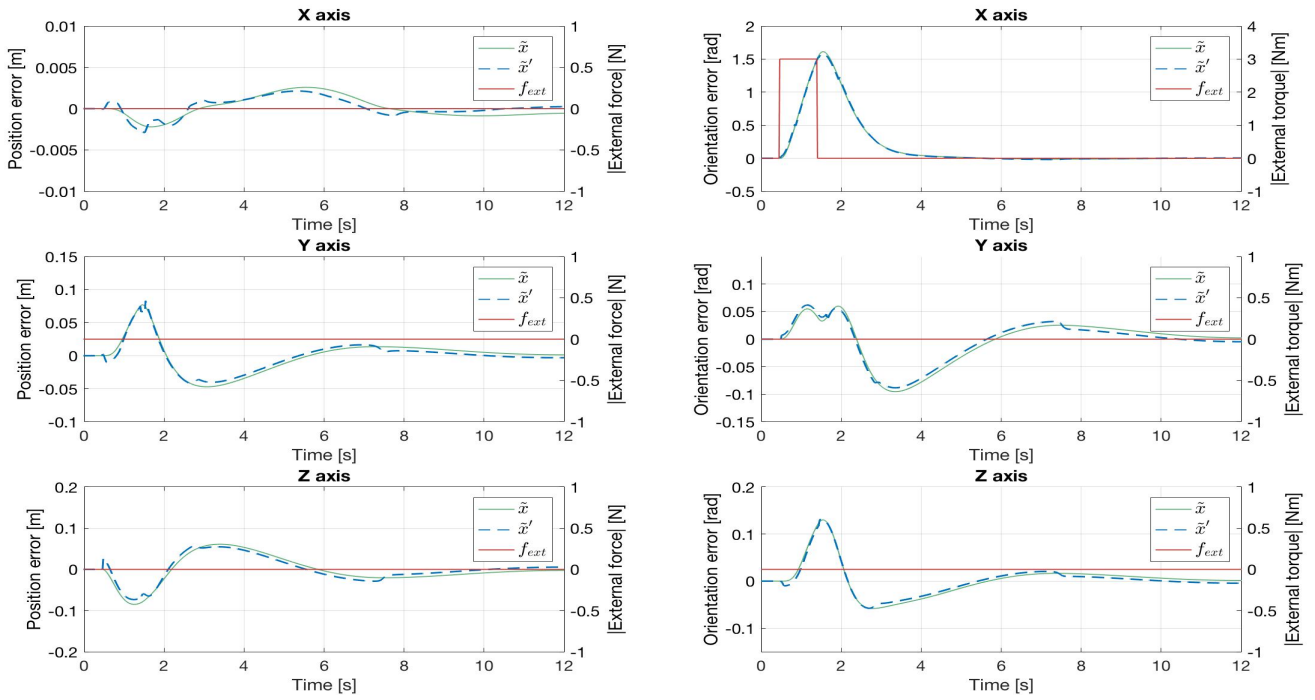 X axis
Position error [m]
0.01
0.005
0
-0.005
-0.01
1
0.5
0
-0.5
-1
|External force| [N]
x̃
x̃′
f_ext
0 2 4 6 8 10 12
Time [s]
X axis
Orientation error [rad]
2
1.5
1
0.5
0
-0.5
4
3
2
1
0
-1
|External torque| [Nm]
x̃
x̃′
f_ext
0 2 4 6 8 10 12
Time [s]
Y axis
Position error [m]
0.15
0.1
0.05
0
-0.05
-0.1
1
0.5
0
-0.5
-1
|External force| [N]
x̃
x̃′
f_ext
0 2 4 6 8 10 12
Time [s]
Y axis
Orientation error [rad]
0.1
0.05
0
-0.05
-0.1
-0.15
1
0.5
0
-0.5
-1
|External torque| [Nm]
x̃
x̃′
f_ext
0 2 4 6 8 10 12
Time [s]
Z axis
Position error [m]
0.2
0.1
0
-0.1
-0.2
1
0.5
0
-0.5
-1
|External force| [N]
x̃
x̃′
f_ext
0 2 4 6 8 10 12
Time [s]
Z axis
Orientation error [rad]
0.2
0.1
0
-0.1
1
0.5
0
-0.5
-1
|External torque| [Nm]
x̃
x̃′
f_ext
0 2 4 6 8 10 12
Time [s]